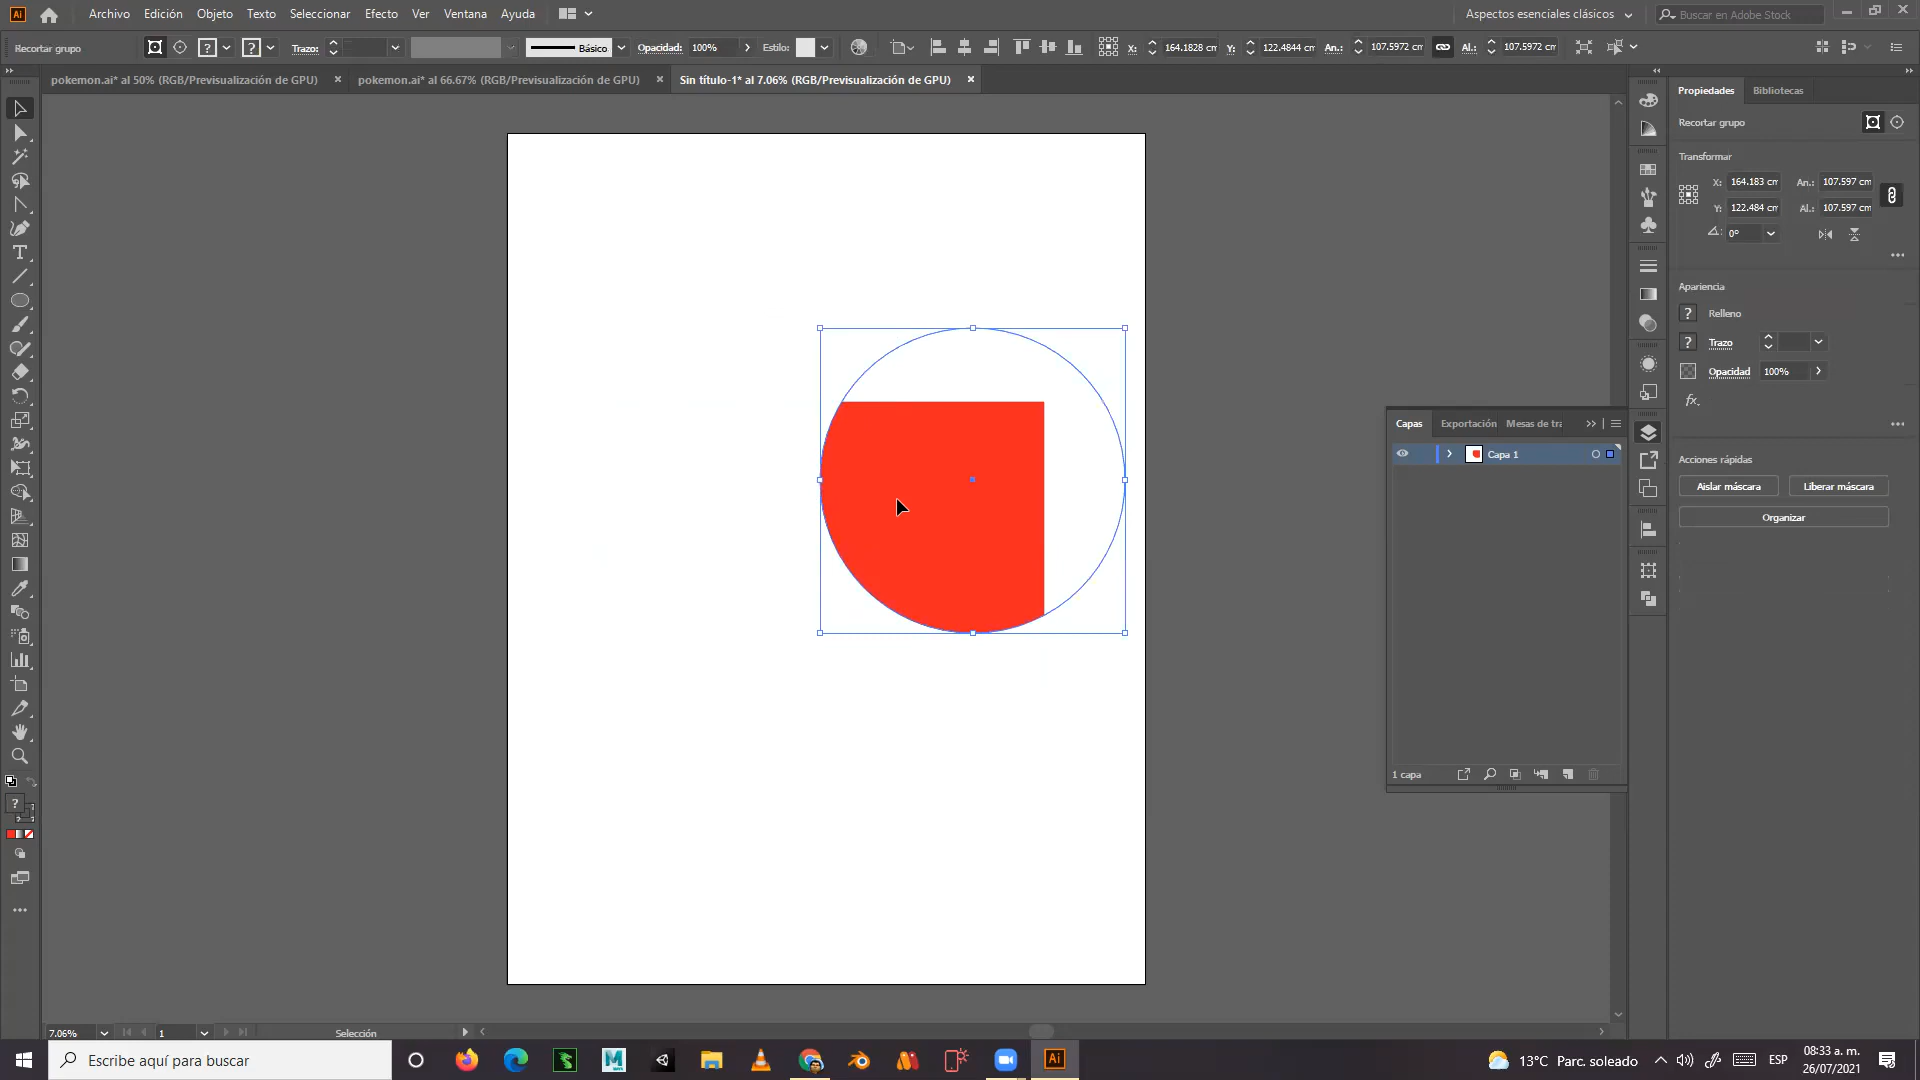 Ai Archivo Edición Objeto Texto Seleccionar Efecto Ver Ventana Ayuda Aspectos esenciales clásicos Buscar en Adobe Stock
Recortar grupo ? ? Trazo: Básico Opacidad: 100% Estilo: X: 164.1828 cm Y: 122.4844 cm An.: 107.5972 cm Al.: 107.5972 cm
pokemon.ai* al 50% (RGB/Previsualización de GPU) × pokemon.ai* al 66.67% (RGB/Previsualización de GPU) × Sin título-1* al 7.06% (RGB/Previsualización de GPU) ×
Propiedades Bibliotecas
Recortar grupo
Transformar
X: 164.183 cm An.: 107.597 cm
Y: 122.484 cm Al.: 107.597 cm
0°
Apariencia
? Relleno
? Trazo
Opacidad 100%
fx.
Capas Exportación Mesas de tra
Capa 1
Acciones rápidas
Aislar máscara Liberar máscara
Organizar
1 capa
?
7.06% 1 Selección
Escribe aquí para buscar
Ai
13°C Parc. soleado ESP
08:33 a. m.
26/07/2021